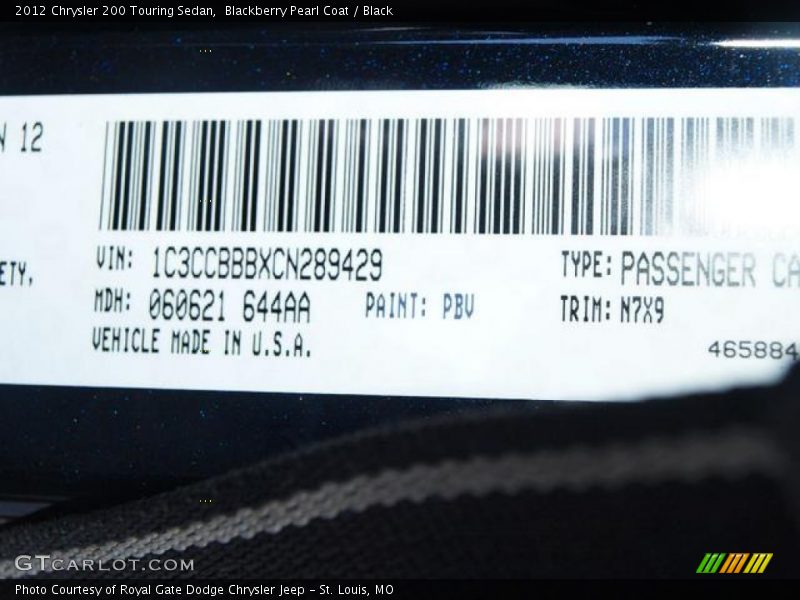 2012 Chrysler 200 Touring Sedan,  Blackberry Pearl Coat / Black
N 12
ETY.
VIN: 1C3CCBBBXCN289429 TYPE: PASSENGER CA
MDH: 060621 644AA PAINT: PBV TRIM: N7X9
VEHICLE MADE IN U.S.A.
465884
GTCARLOT.COM
Photo Courtesy of Royal Gate Dodge Chrysler Jeep – St. Louis, MO